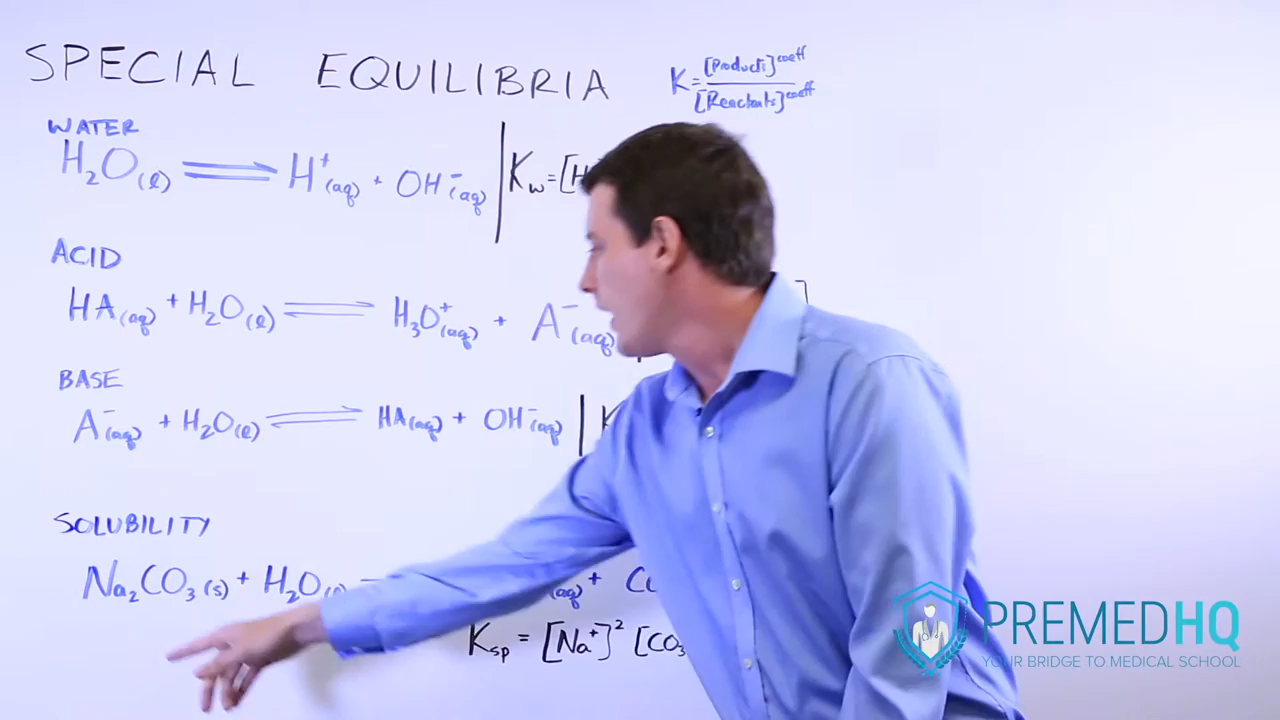 SPECIAL EQUILIBRIA
K = [Products]^coeff / [Reactants]^coeff
WATER
H₂O(l) ⇌ H⁺(aq) + OH⁻(aq) | Kw = [H
ACID
HA(aq) + H₂O(l) ⇌ H₃O⁺(aq) + A⁻(aq) ]
BASE
A⁻(aq) + H₂O(l) ⇌ HA(aq) + OH⁻(aq) | K
SOLUBILITY
Na₂CO₃(s) + H₂O(l) (aq) + C
Ksp = [Na⁺]² [CO₃
PREMEDHQ
YOUR BRIDGE TO MEDICAL SCHOOL